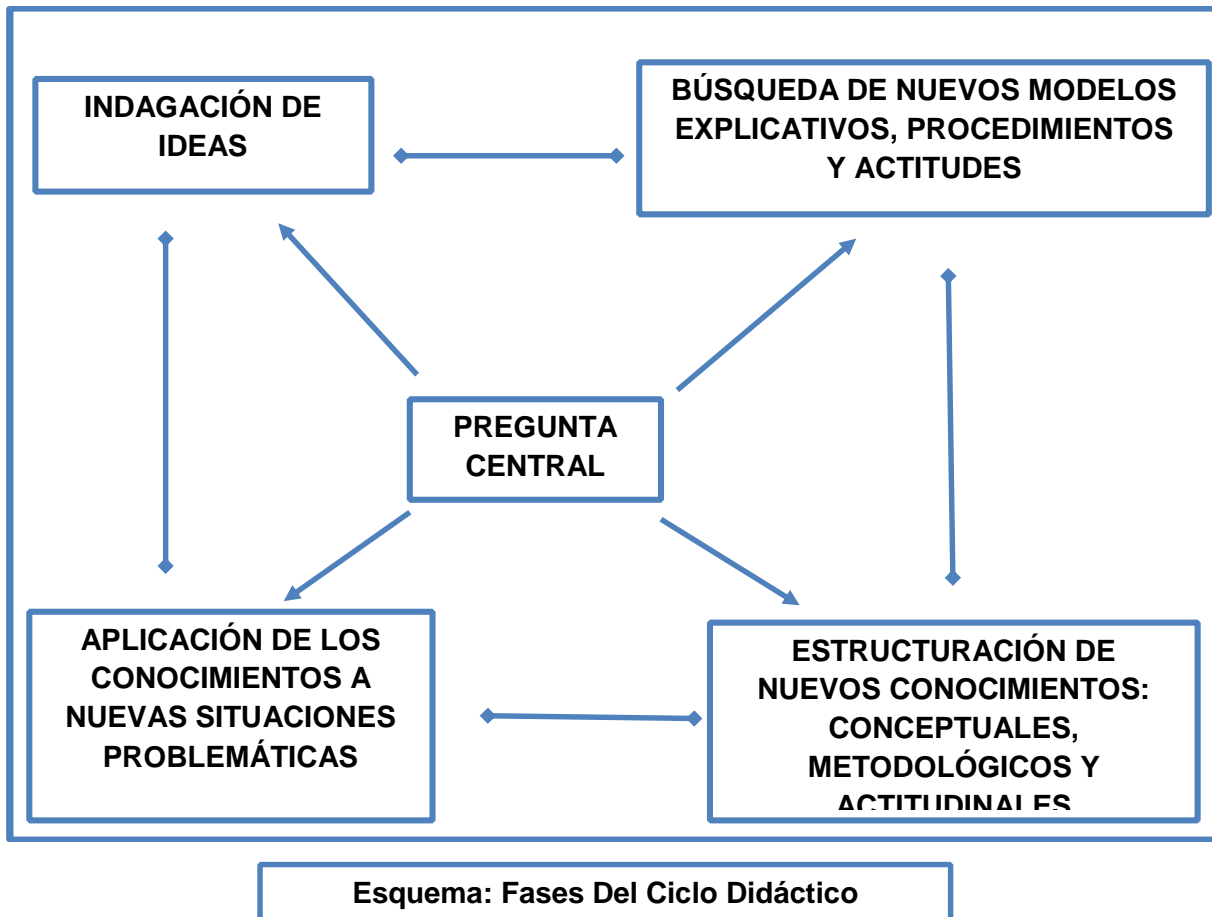 INDAGACIÓN DE
IDEAS
BÚSQUEDA DE NUEVOS MODELOS
EXPLICATIVOS, PROCEDIMIENTOS
Y ACTITUDES
PREGUNTA
CENTRAL
APLICACIÓN DE LOS
CONOCIMIENTOS A
NUEVAS SITUACIONES
PROBLEMÁTICAS
ESTRUCTURACIÓN DE
NUEVOS CONOCIMIENTOS:
CONCEPTUALES,
METODOLÓGICOS Y
ACTITUDINALES
Esquema: Fases Del Ciclo Didáctico